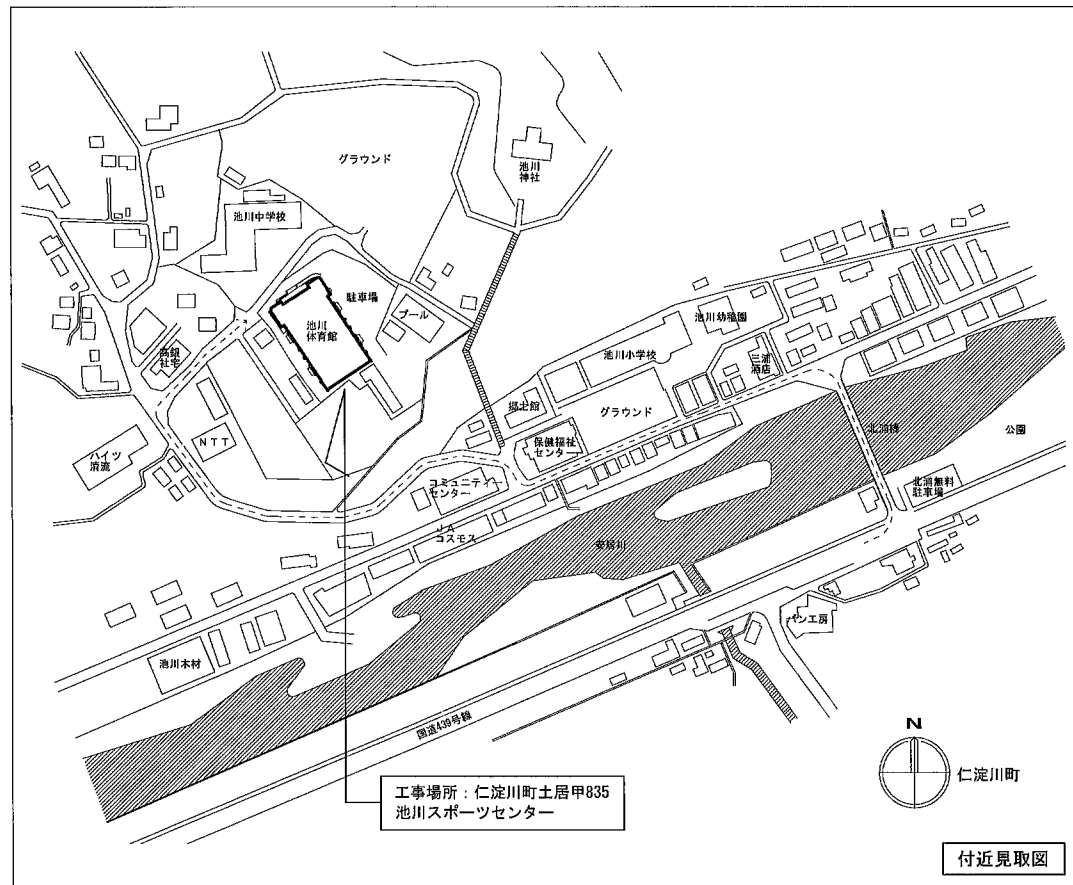 グラウンド
池川
神社
池川中学校
駐車場
プール
池川
体育館
高銀
社宅
NTT
ハイツ
清流
池川幼稚園
池川小学校
三浦
酒店
郷土館
グラウンド
保健福祉
センター
コミュニティー
センター
JA
コスモス
北浦橋
公園
北浦無料
駐車場
安居川
パン工房
池川木材
国道439号線
N
仁淀川町
工事場所:仁淀川町土居甲835
池川スポーツセンター
付近見取図